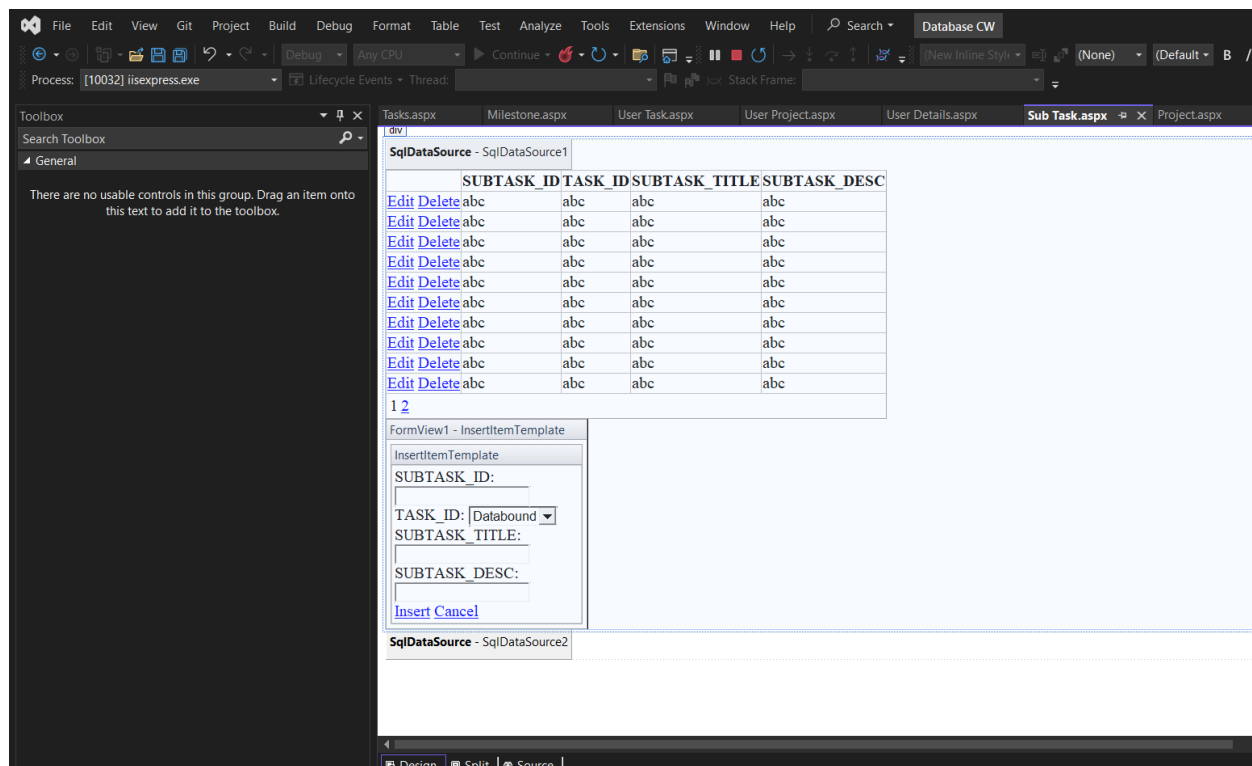 File Edit View Git Project Build Debug Format Table Test Analyze Tools Extensions Window Help Search Database CW
Debug Any CPU Continue (New Inline Style (None) (Default B I
Process: [10032] iisexpress.exe Lifecycle Events Thread: Stack Frame:
Toolbox
Search Toolbox
General
There are no usable controls in this group. Drag an item onto
this text to add it to the toolbox.
Tasks.aspx Milestone.aspx User Task.aspx User Project.aspx User Details.aspx Sub Task.aspx Project.aspx
div
SqlDataSource - SqlDataSource1
SUBTASK_ID TASK_ID SUBTASK_TITLE SUBTASK_DESC
Edit Delete abc abc abc abc
Edit Delete abc abc abc abc
Edit Delete abc abc abc abc
Edit Delete abc abc abc abc
Edit Delete abc abc abc abc
Edit Delete abc abc abc abc
Edit Delete abc abc abc abc
Edit Delete abc abc abc abc
Edit Delete abc abc abc abc
Edit Delete abc abc abc abc
1 2
FormView1 - InsertItemTemplate
InsertItemTemplate
SUBTASK_ID:
TASK_ID: Databound
SUBTASK_TITLE:
SUBTASK_DESC:
Insert Cancel
SqlDataSource - SqlDataSource2
Design Split Source